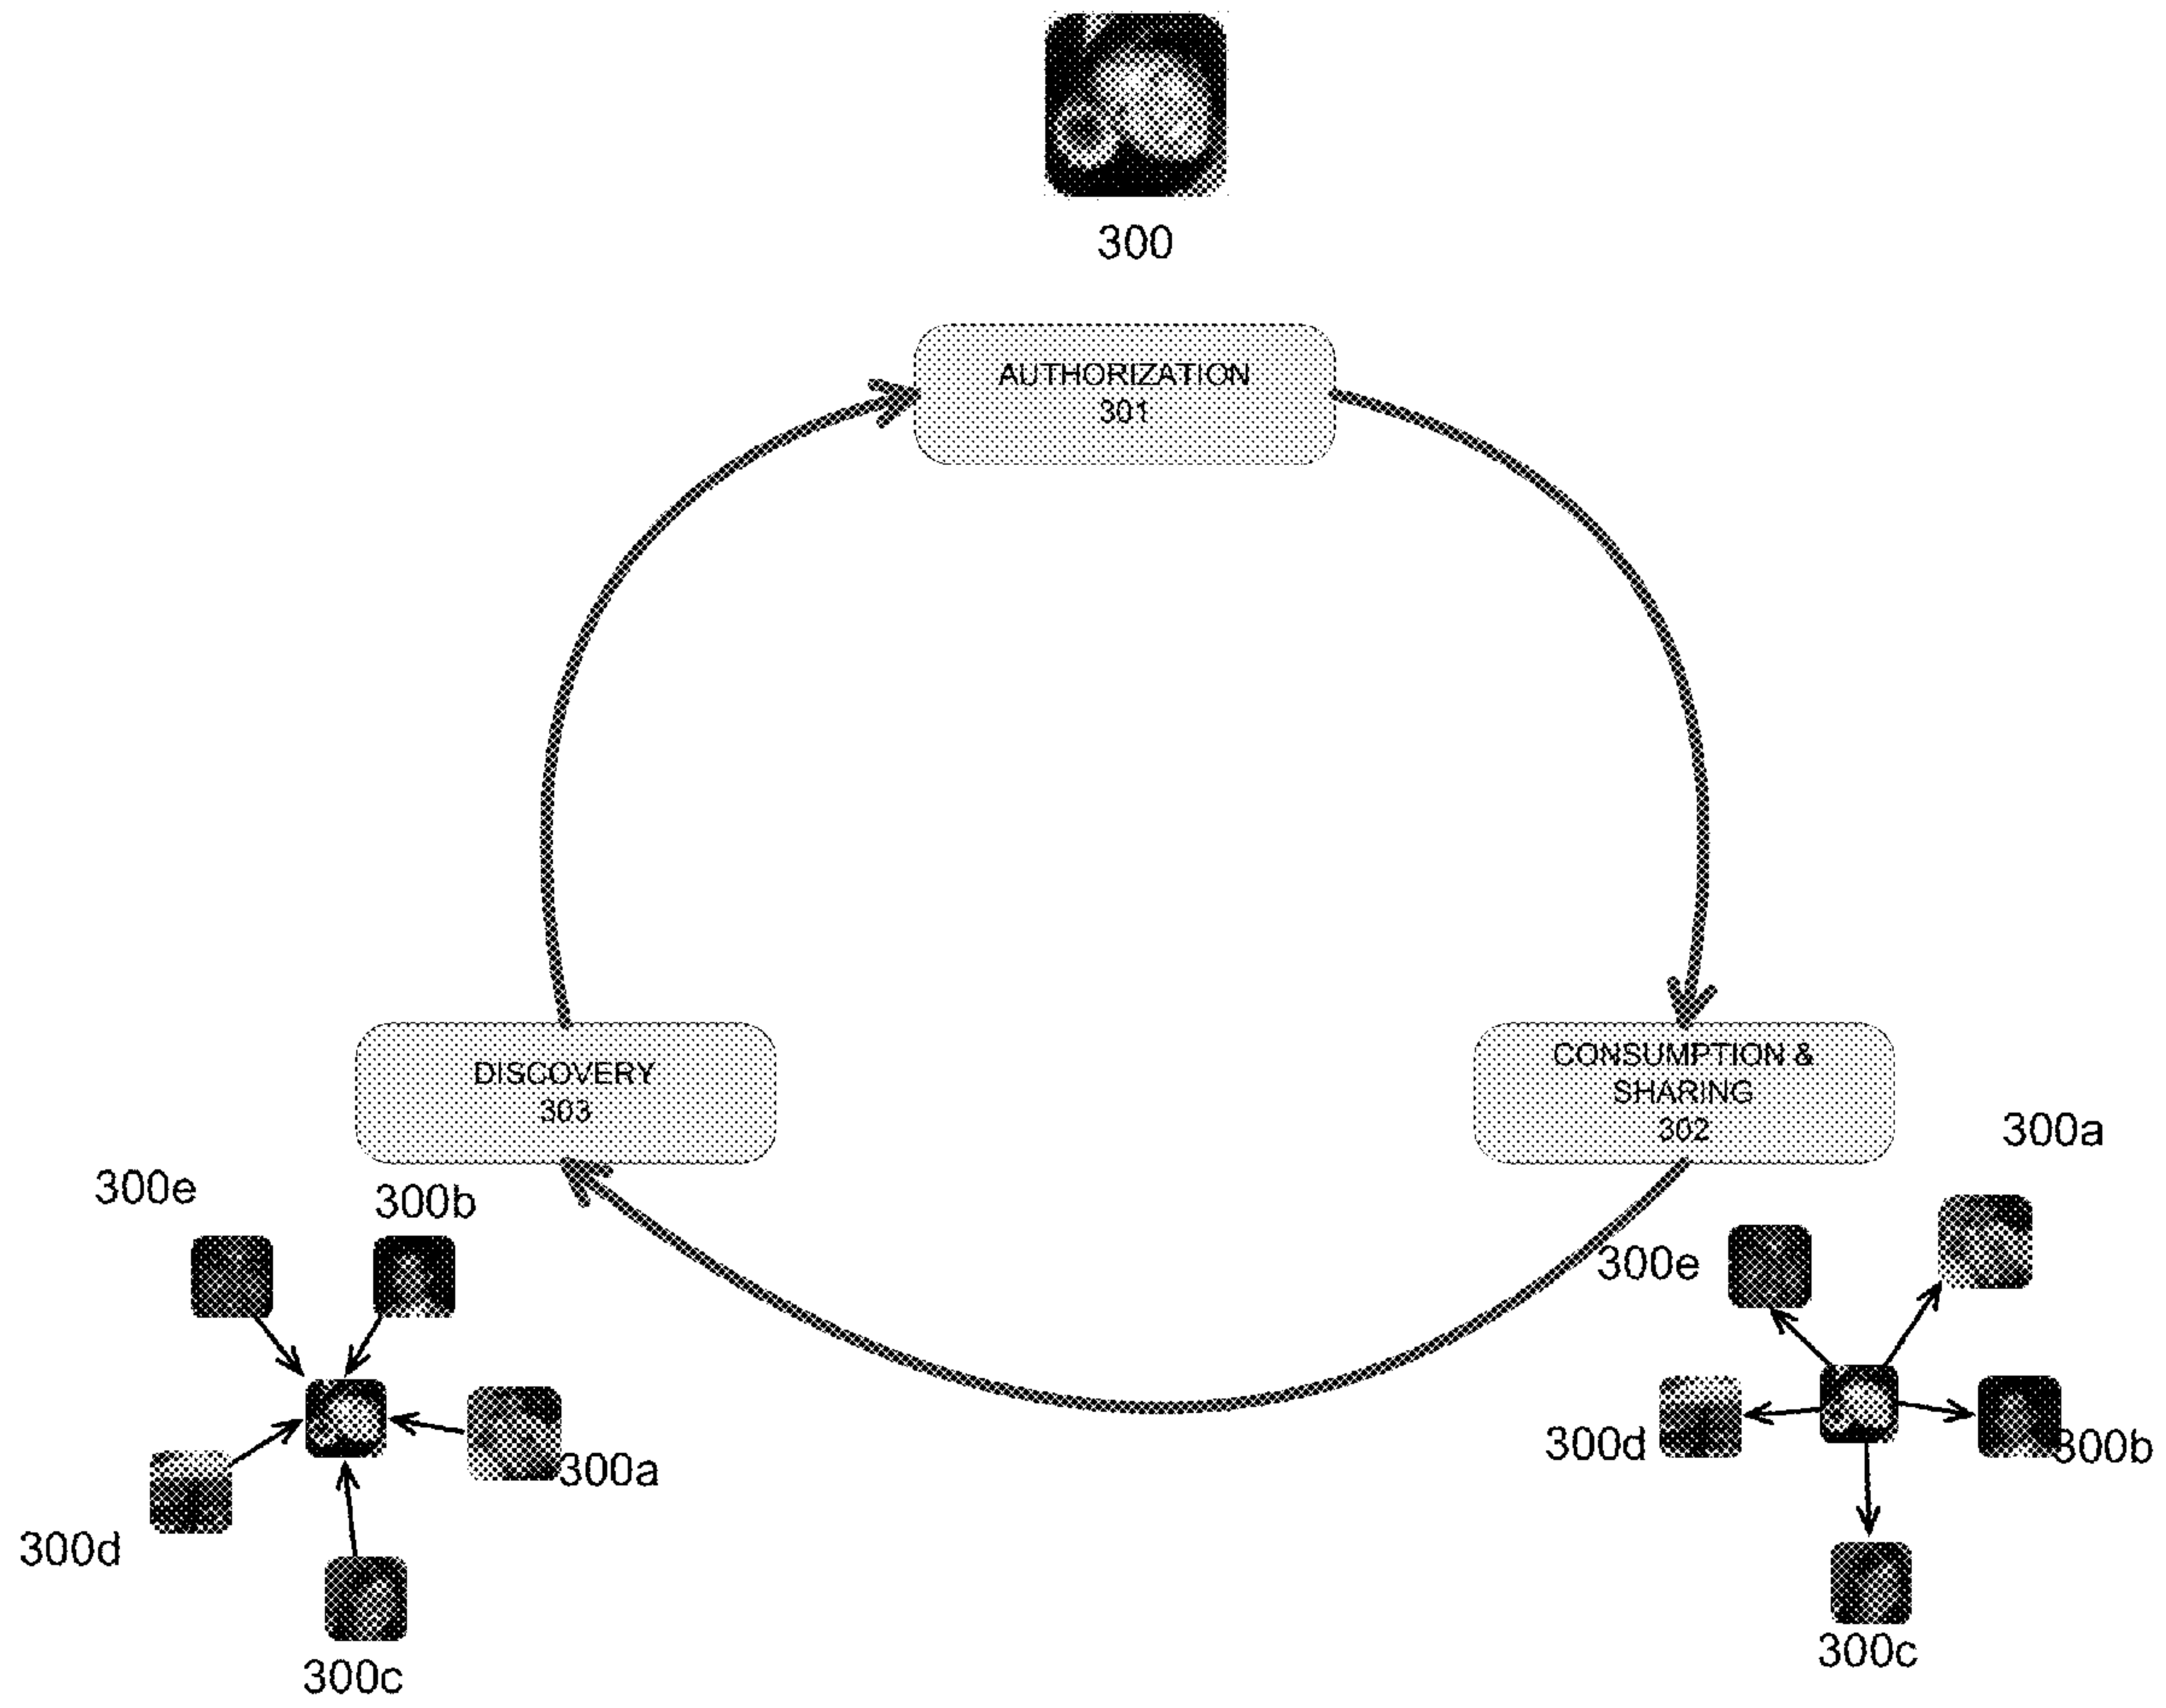 300
AUTHORIZATION
301
DISCOVERY
303
CONSUMPTION &
SHARING
302
300a
300e
300b
300e
300d
300b
300a
300d
300c
300c